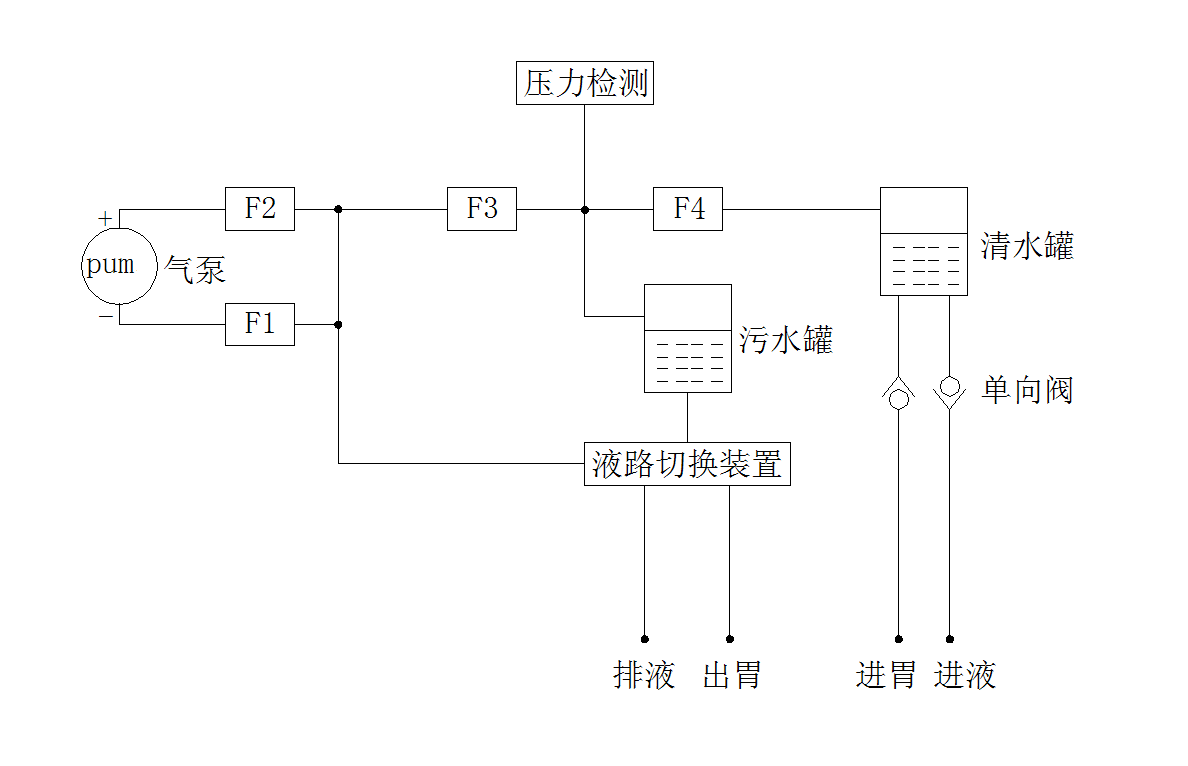 压力检测
F2
F3
F4
+
pum
气泵
清水罐
−
F1
污水罐
单向阀
液路切换装置
排液
出胃
进胃
进液